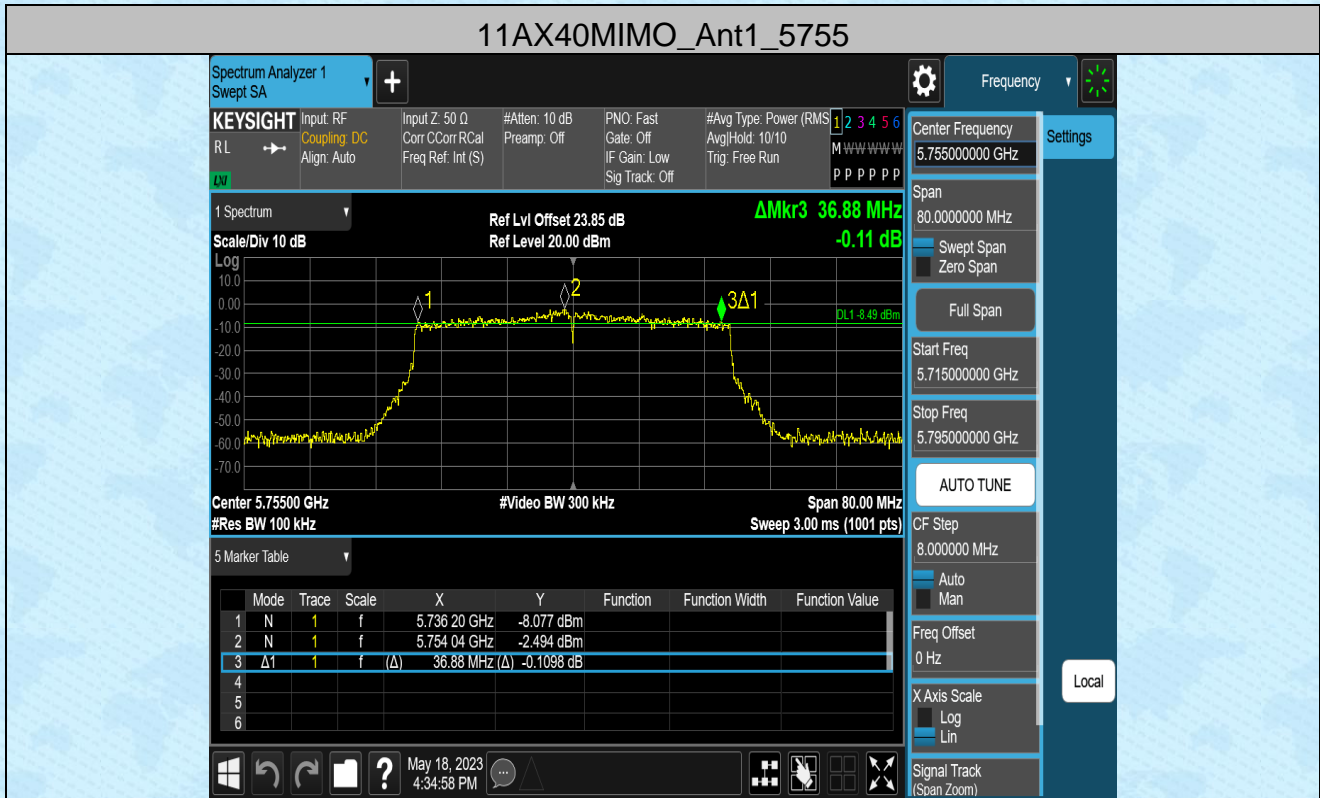 11AX40MIMO_Ant1_5755
Spectrum Analyzer 1
Swept SA
+
Frequency
KEYSIGHT
RL
LXI
Input: RF
Coupling: DC
Align: Auto
Input Z: 50 Ω
Corr CCorr RCal
Freq Ref: Int (S)
#Atten: 10 dB
Preamp: Off
PNO: Fast
Gate: Off
IF Gain: Low
Sig Track: Off
#Avg Type: Power (RMS
Avg|Hold: 10/10
Trig: Free Run
1 2 3 4 5 6
M W W W W W
P P P P P P
Center Frequency
5.755000000 GHz
Settings
Span
80.0000000 MHz
Swept Span
Zero Span
Full Span
Start Freq
5.715000000 GHz
Stop Freq
5.795000000 GHz
AUTO TUNE
CF Step
8.000000 MHz
Auto
Man
Freq Offset
0 Hz
X Axis Scale
Log
Lin
Signal Track
(Span Zoom)
Local
1 Spectrum
Scale/Div 10 dB
Ref Lvl Offset 23.85 dB
Ref Level 20.00 dBm
ΔMkr3 36.88 MHz
-0.11 dB
Log
10.0
0.00
-10.0
-20.0
-30.0
-40.0
-50.0
-60.0
-70.0
1
2
3Δ1
DL1 -8.49 dBm
Center 5.75500 GHz
#Video BW 300 kHz
Span 80.00 MHz
#Res BW 100 kHz
Sweep 3.00 ms (1001 pts)
5 Marker Table
Mode Trace Scale X Y Function Function Width Function Value
1 N 1 f 5.736 20 GHz -8.077 dBm
2 N 1 f 5.754 04 GHz -2.494 dBm
3 Δ1 1 f (Δ) 36.88 MHz (Δ) -0.1098 dB
4
5
6
?
May 18, 2023
4:34:58 PM